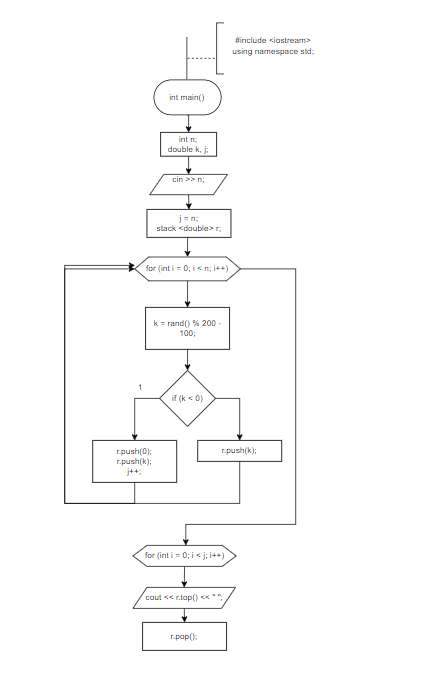 #include <iostream>
using namespace std;
int main()
int n;
double k, j;
cin >> n;
j = n;
stack <double> r;
for (int i = 0; i < n; i++)
k = rand() % 200 -
100;
1
if (k < 0)
r.push(0);
r.push(k);
j++;
r.push(k);
for (int i = 0; i < j; i++)
cout << r.top() << " ";
r.pop();